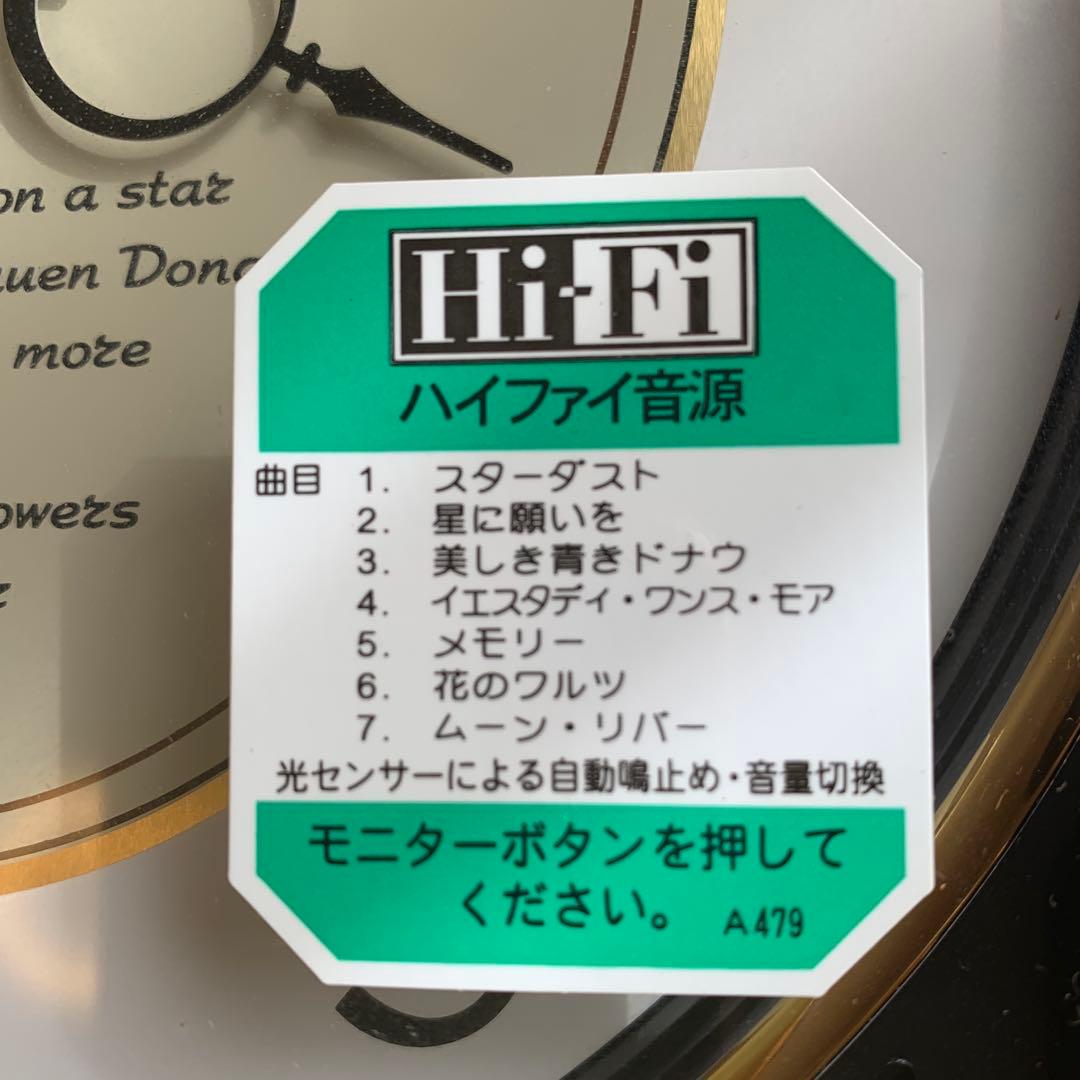 on a star
Dona
more
Hi-Fi
ハイファイ音源
曲目 1. スターダスト
2. 星に願いを
3. 美しき青きドナウ
4. イエスタディ・ワンス・モア
5. メモリー
6. 花のワルツ
7. ムーン・リバー
光センサーによる自動鳴止め・音量切換
モニターボタンを押して
ください。 A479